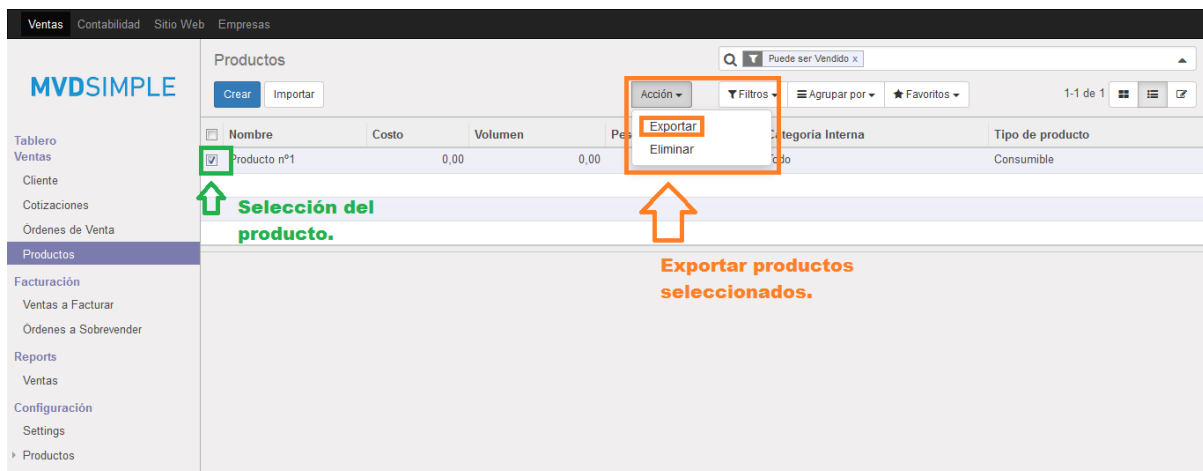 Ventas Contabilidad Sitio Web Empresas
MVDSIMPLE
Productos
Puede ser Vendido x
Crear Importar
Acción
Filtros Agrupar por Favoritos
1-1 de 1
Exportar
Eliminar
Nombre Costo Volumen Categoría Interna Tipo de producto
Producto nº1 0,00 0,00 Todo Consumible
Selección del
producto.
Exportar productos
seleccionados.
Tablero
Ventas
Cliente
Cotizaciones
Órdenes de Venta
Productos
Facturación
Ventas a Facturar
Órdenes a Sobrevender
Reports
Ventas
Configuración
Settings
Productos